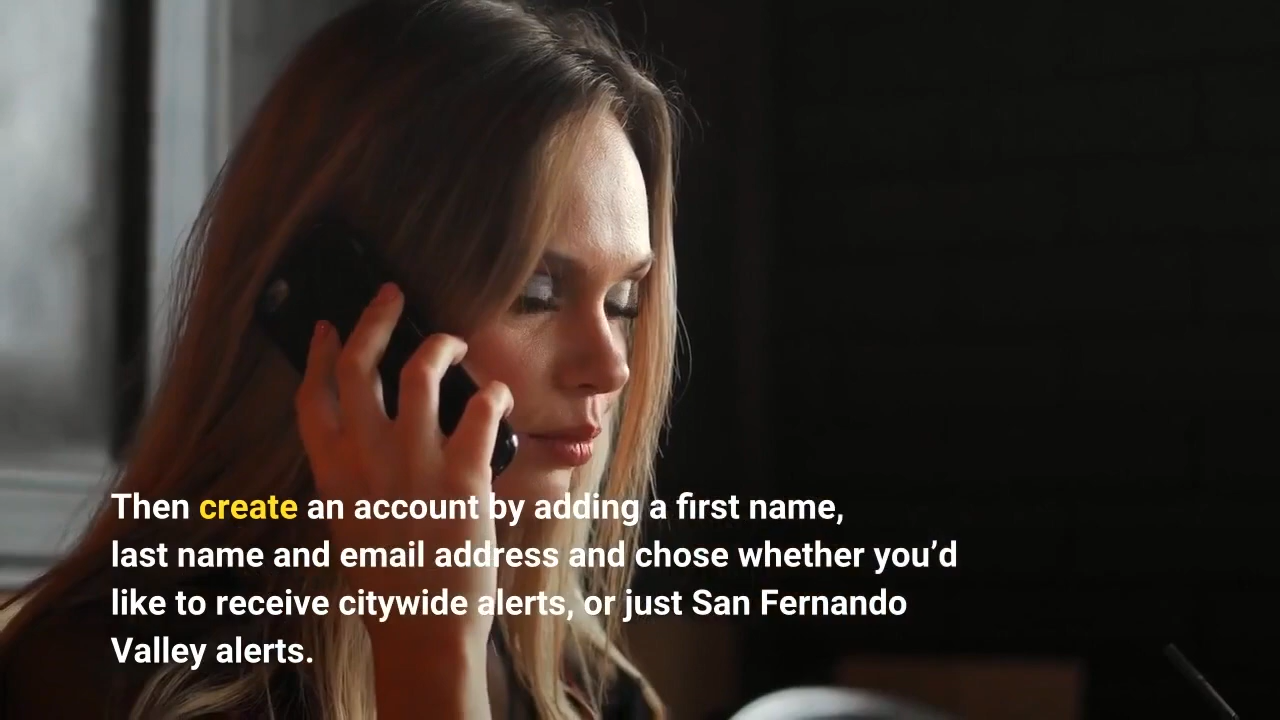 Then create an account by adding a first name,
last name and email address and chose whether you’d
like to receive citywide alerts, or just San Fernando
Valley alerts.